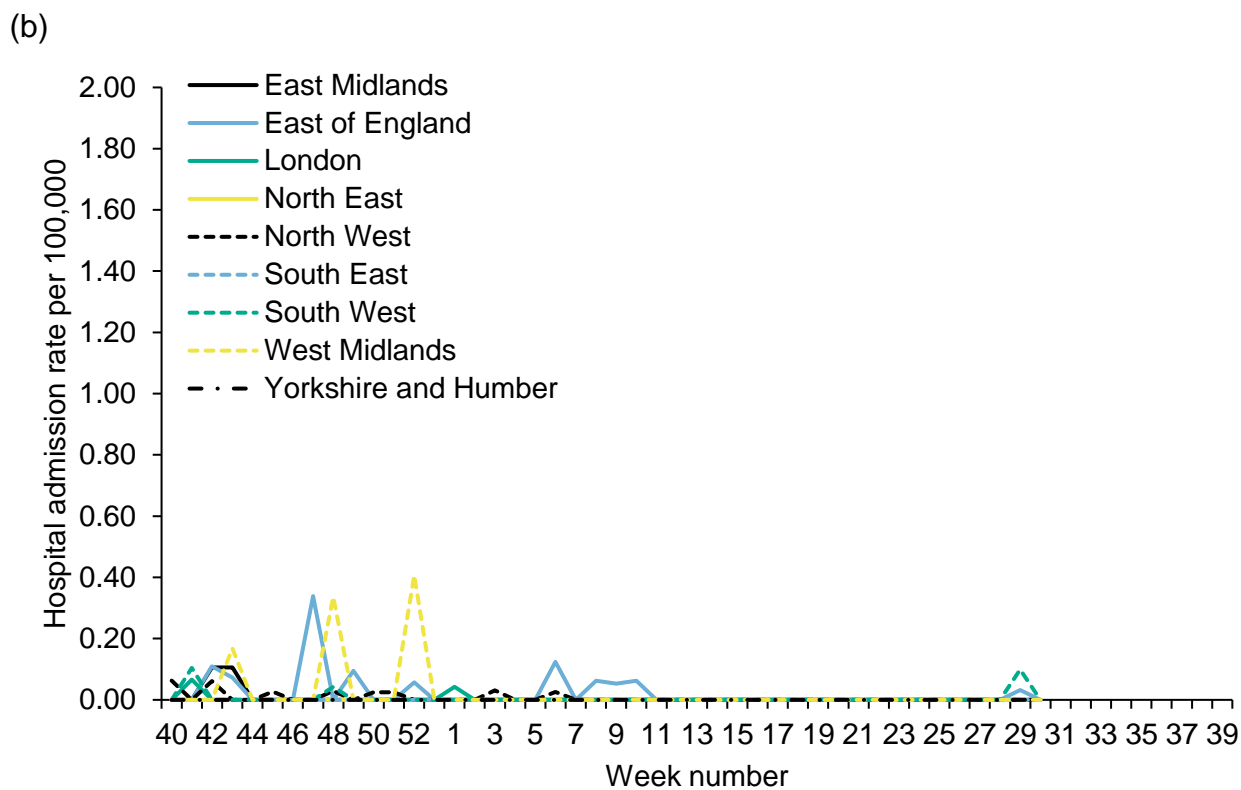 (b)
2.00
1.80
1.60
1.40
1.20
1.00
0.80
0.60
0.40
0.20
0.00
Hospital admission rate per 100,000
East Midlands
East of England
London
North East
North West
South East
South West
West Midlands
Yorkshire and Humber
40 42 44 46 48 50 52 1 3 5 7 9 11 13 15 17 19 21 23 25 27 29 31 33 35 37 39
Week number